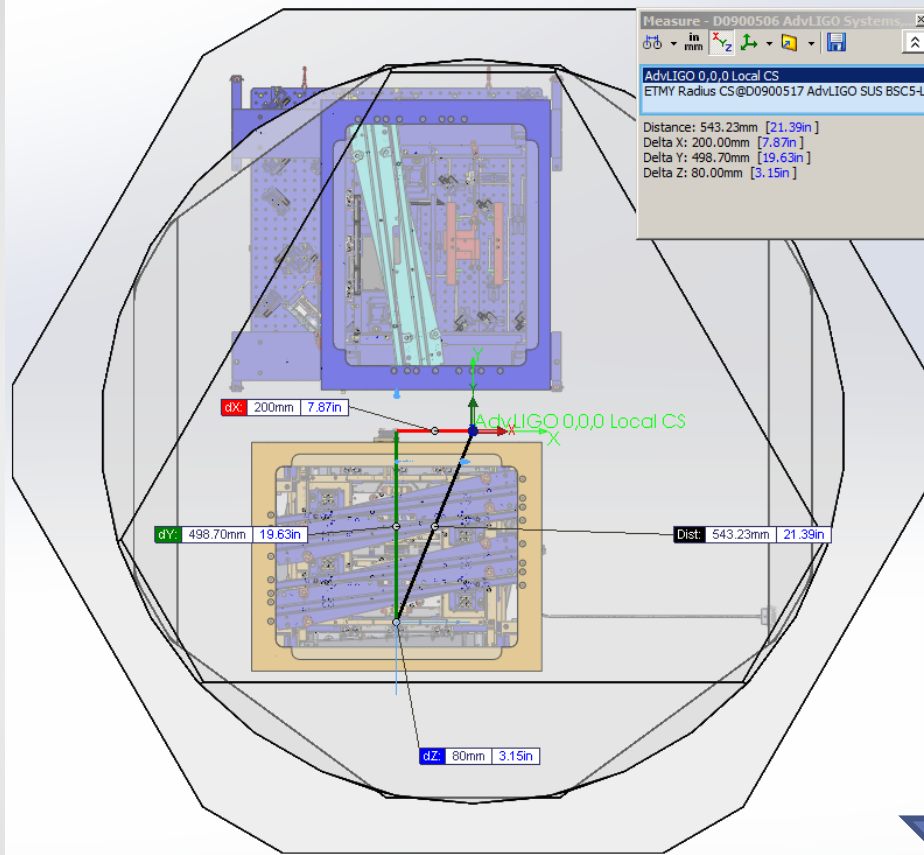 Measure - D0900506 AdvLIGO Systems,...
in
mm
X Y Z
AdvLIGO 0,0,0 Local CS
ETMY Radius CS@D0900517 AdvLIGO SUS BSC5-L
Distance: 543.23mm [21.39in]
Delta X: 200.00mm [7.87in]
Delta Y: 498.70mm [19.63in]
Delta Z: 80.00mm [3.15in]
Y
Y
dX: 200mm 7.87in
AdvLIGO 0,0,0 Local CS
X
X
dY: 498.70mm 19.63in
Dist: 543.23mm 21.39in
dZ: 80mm 3.15in